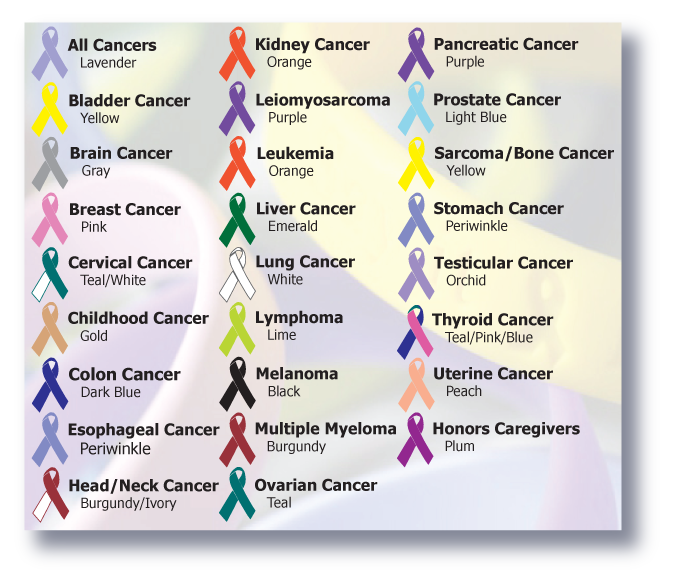 All Cancers
Lavender
Bladder Cancer
Yellow
Brain Cancer
Gray
Breast Cancer
Pink
Cervical Cancer
Teal/White
Childhood Cancer
Gold
Colon Cancer
Dark Blue
Esophageal Cancer
Periwinkle
Head/Neck Cancer
Burgundy/Ivory
Kidney Cancer
Orange
Leiomyosarcoma
Purple
Leukemia
Orange
Liver Cancer
Emerald
Lung Cancer
White
Lymphoma
Lime
Melanoma
Black
Multiple Myeloma
Burgundy
Ovarian Cancer
Teal
Pancreatic Cancer
Purple
Prostate Cancer
Light Blue
Sarcoma/Bone Cancer
Yellow
Stomach Cancer
Periwinkle
Testicular Cancer
Orchid
Thyroid Cancer
Teal/Pink/Blue
Uterine Cancer
Peach
Honors Caregivers
Plum